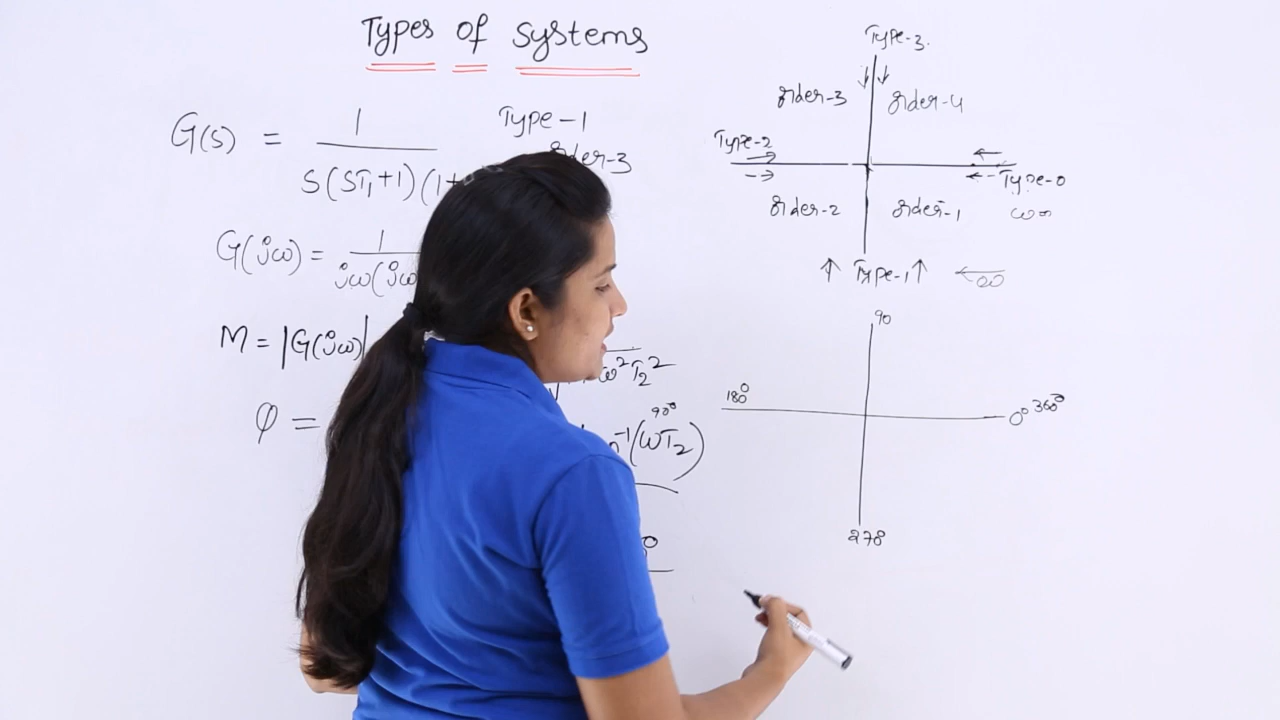 Types of Systems
G(s) = 1 / S(ST1+1)(1+
Type-1
rder-3
G(jω) = 1 / jω(jω
M = |G(jω)|
ω²T2²
φ =
90°
n⁻¹(ωT2)
Type-3.
order-3
order-4
Type-2
Type-0
order-2
order-1
ω=
↑ Type-1 ↑
←∞
90
180°
0° 360°
270